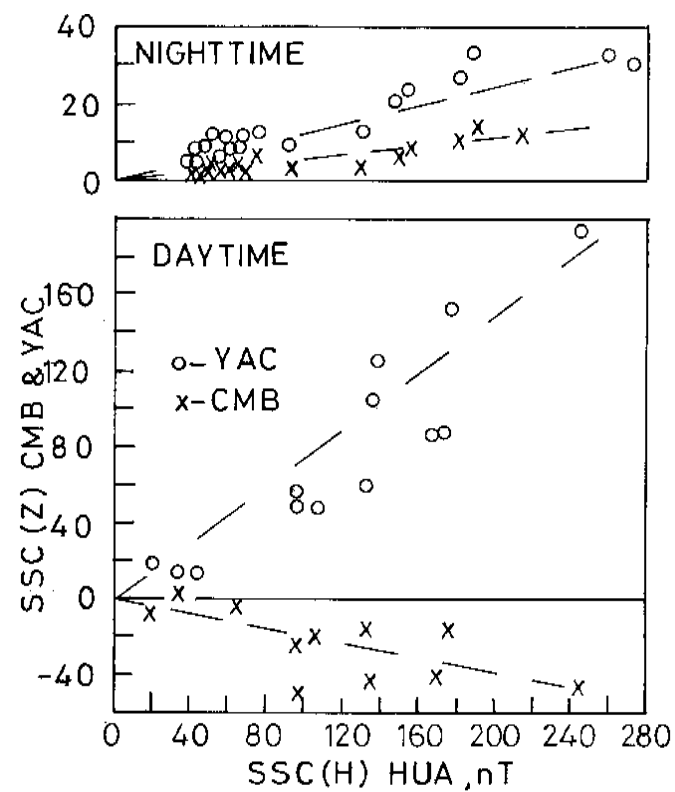 40
NIGHTTIME
20
0
DAYTIME
160
O-YAC
120
X-CMB
80
40
0
-40
SSC(Z) CMB & YAC
0 40 80 120 160 200 240 280
SSC(H) HUA,nT